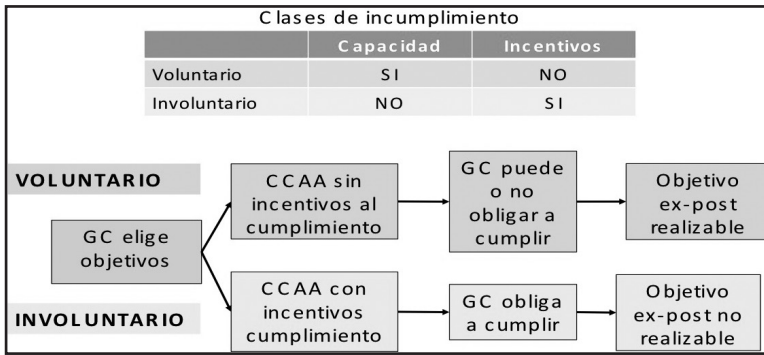 Clases de incumplimiento
Capacidad Incentivos
Voluntario SI NO
Involuntario NO SI
VOLUNTARIO
GC elige
objetivos
CCAA sin
incentivos al
cumplimiento
GC puede
o no
obligar a
cumplir
Objetivo
ex-post
realizable
INVOLUNTARIO
CCAA con
incentivos
cumplimiento
GC obliga
a cumplir
Objetivo
ex-post no
realizable